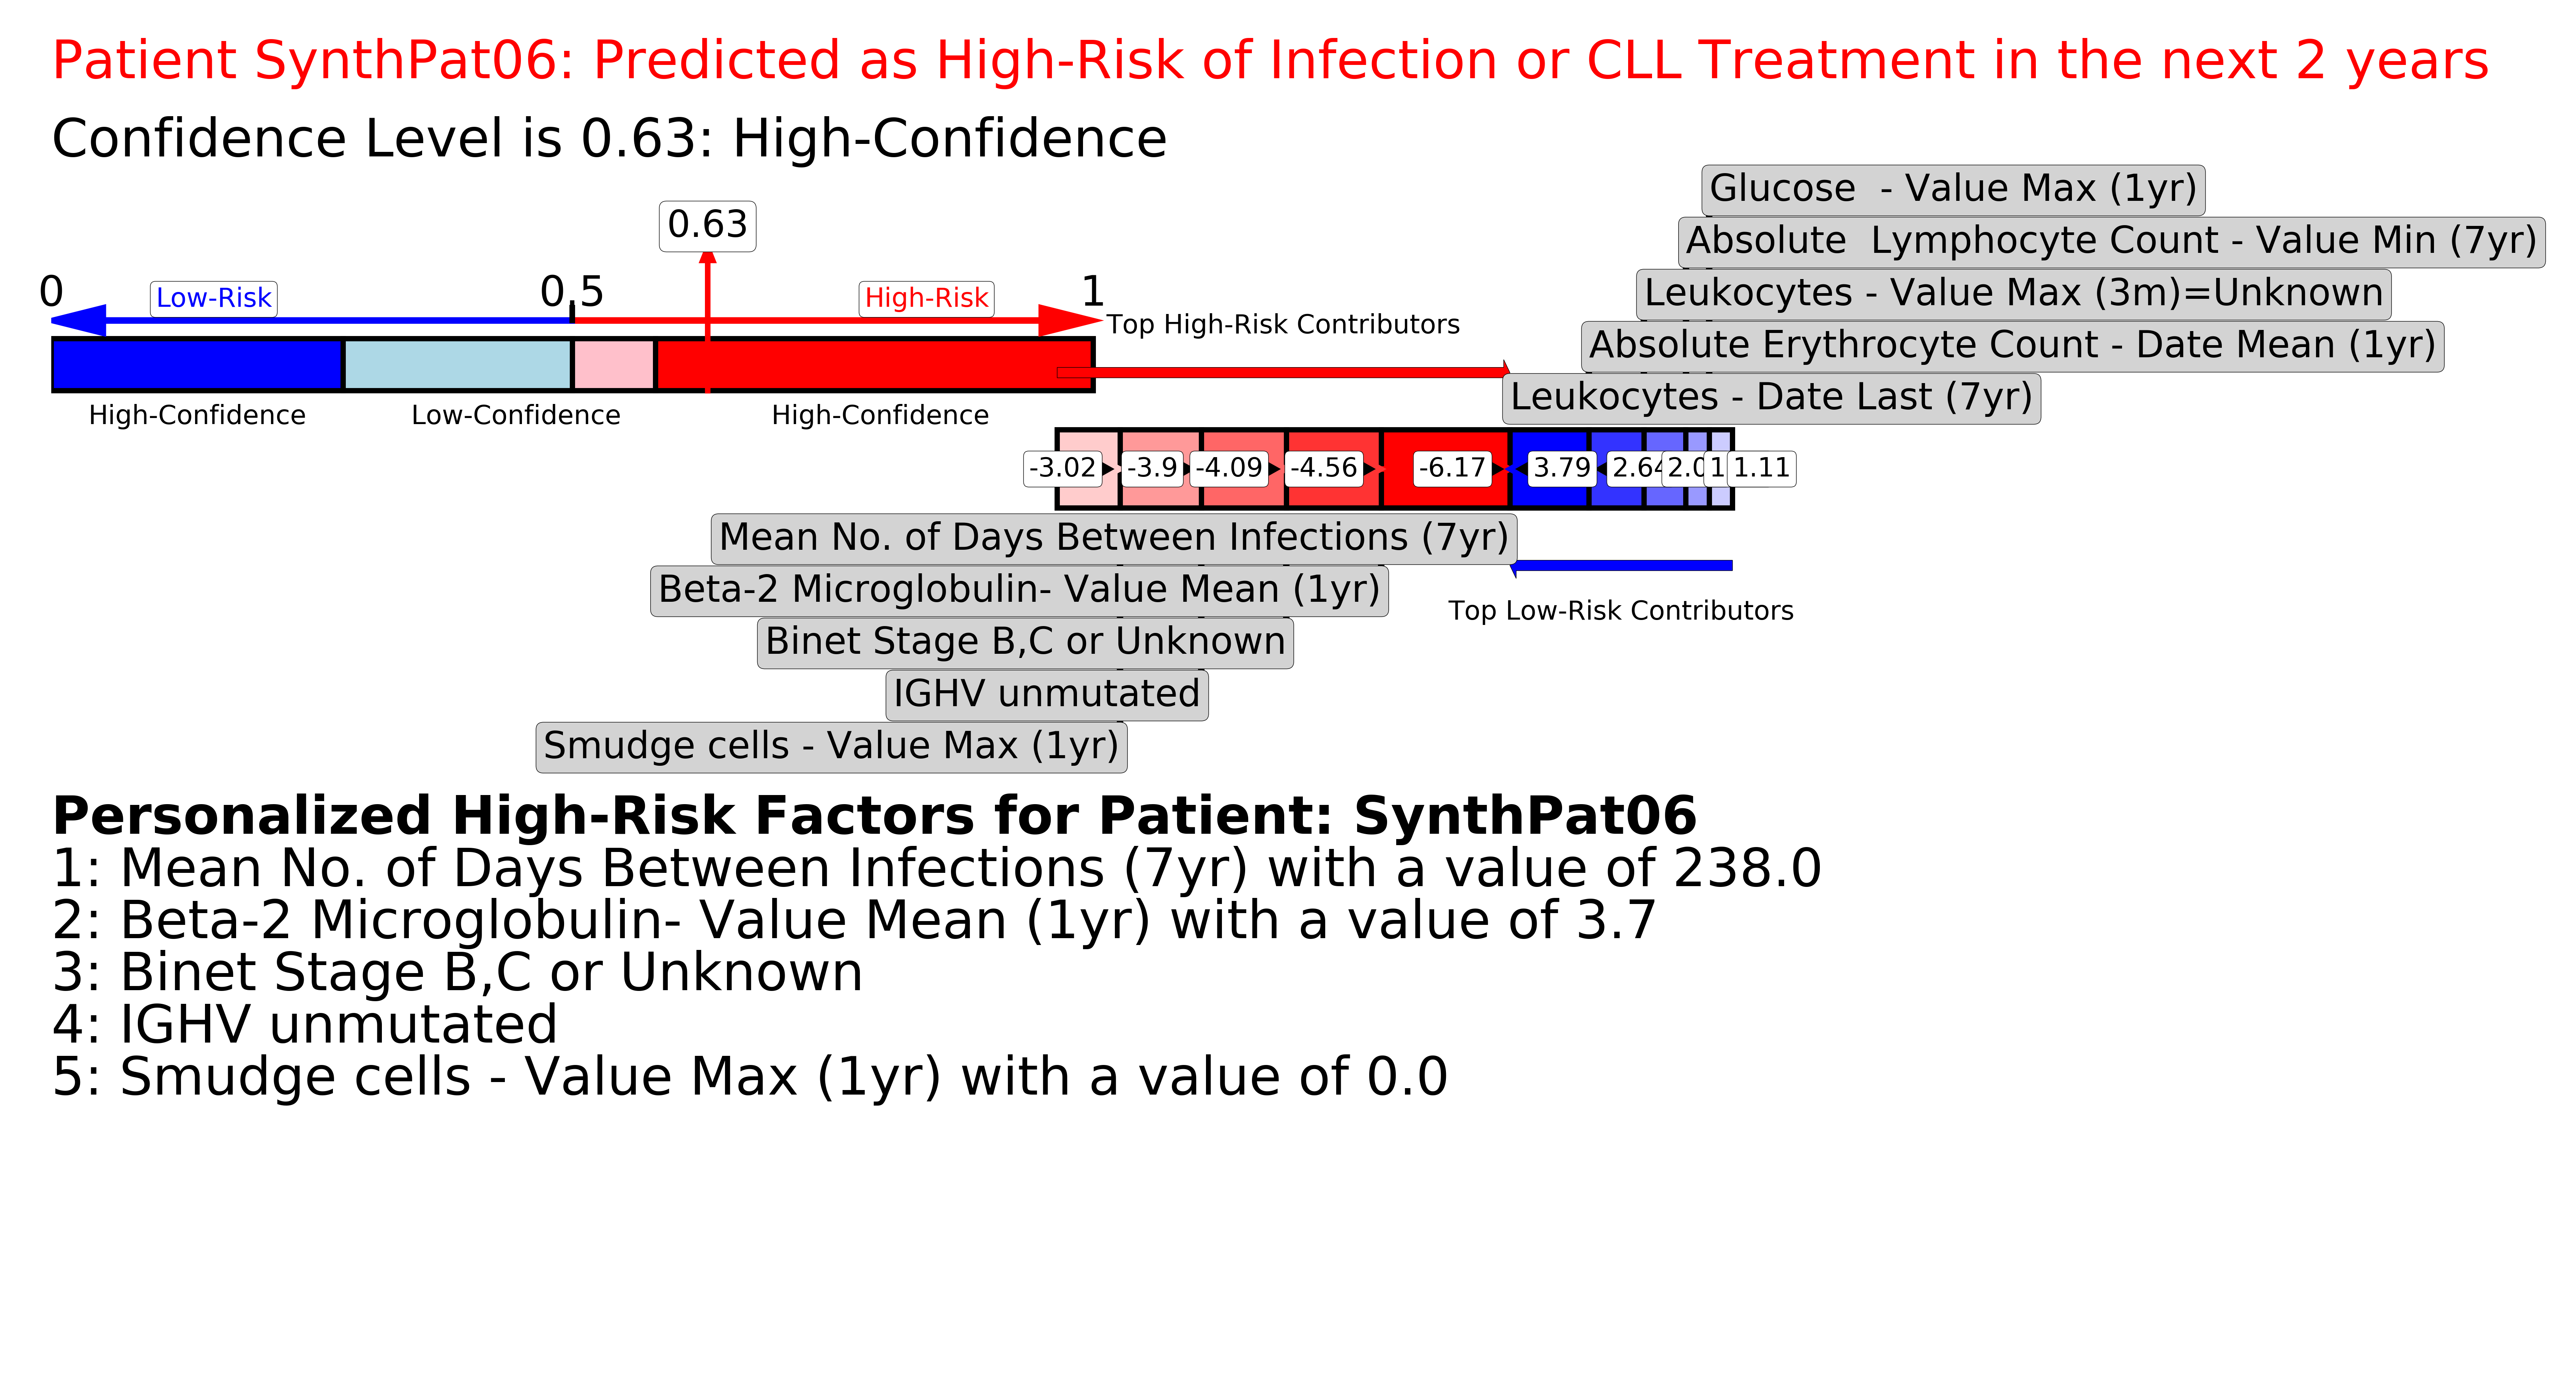 Patient SynthPat06: Predicted as High-Risk of Infection or CLL Treatment in the next 2 years
Confidence Level is 0.63: High-Confidence
Glucose  - Value Max (1yr)
0.63
Absolute  Lymphocyte Count - Value Min (7yr)
0
Low-Risk
0.5
High-Risk
1
Leukocytes - Value Max (3m)=Unknown
Top High-Risk Contributors
Absolute Erythrocyte Count - Date Mean (1yr)
Leukocytes - Date Last (7yr)
High-Confidence
Low-Confidence
High-Confidence
-3.02
-3.9
-4.09
-4.56
-6.17
3.79
2.64
1.11
Mean No. of Days Between Infections (7yr)
Beta-2 Microglobulin- Value Mean (1yr)
Top Low-Risk Contributors
Binet Stage B,C or Unknown
IGHV unmutated
Smudge cells - Value Max (1yr)
Personalized High-Risk Factors for Patient: SynthPat06
1: Mean No. of Days Between Infections (7yr) with a value of 238.0
2: Beta-2 Microglobulin- Value Mean (1yr) with a value of 3.7
3: Binet Stage B,C or Unknown
4: IGHV unmutated
5: Smudge cells - Value Max (1yr) with a value of 0.0